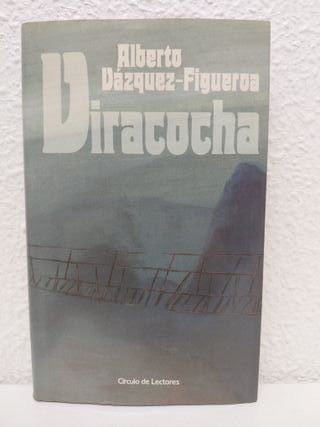 Alberto
Vázquez-Figueroa
Viracocha
Círculo de Lectores